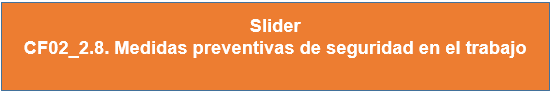 Slider
CF02_2.8. Medidas preventivas de seguridad en el trabajo